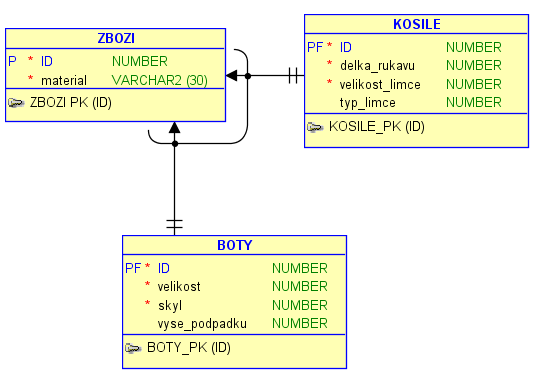 ZBOZI
P * ID NUMBER
* material VARCHAR2 (30)
ZBOZI PK (ID)
KOSILE
PF * ID NUMBER
* delka_rukavu NUMBER
* velikost_limce NUMBER
typ_limce NUMBER
KOSILE_PK (ID)
BOTY
PF * ID NUMBER
* velikost NUMBER
* skyl NUMBER
vyse_podpadku NUMBER
BOTY_PK (ID)